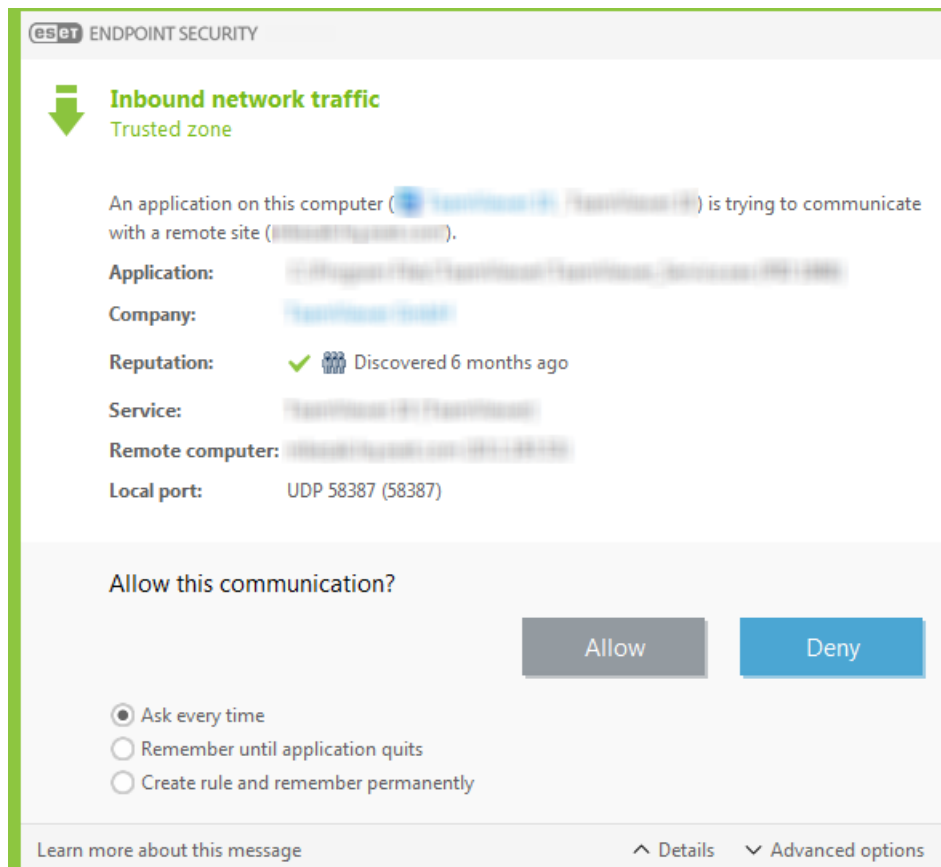 eset ENDPOINT SECURITY
Inbound network traffic
Trusted zone
An application on this computer ( , ) is trying to communicate
with a remote site ( ).
Application:
Company:
Reputation: Discovered 6 months ago
Service:
Remote computer:
Local port: UDP 58387 (58387)
Allow this communication?
Allow Deny
Ask every time
Remember until application quits
Create rule and remember permanently
Learn more about this message Details Advanced options